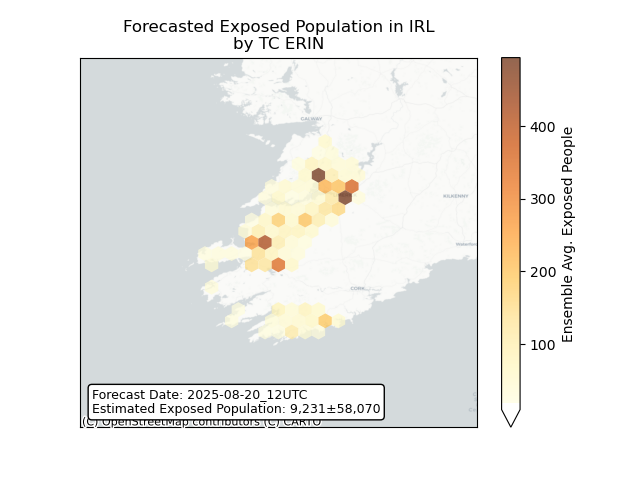 Forecasted Exposed Population in IRL
by TC ERIN
GALWAY
KILKENNY
Waterford
CORK
400
300
200
100
Ensemble Avg. Exposed People
Forecast Date: 2025-08-20_12UTC
Estimated Exposed Population: 9,231±58,070
(C) OpenStreetMap contributors (C) CARTO